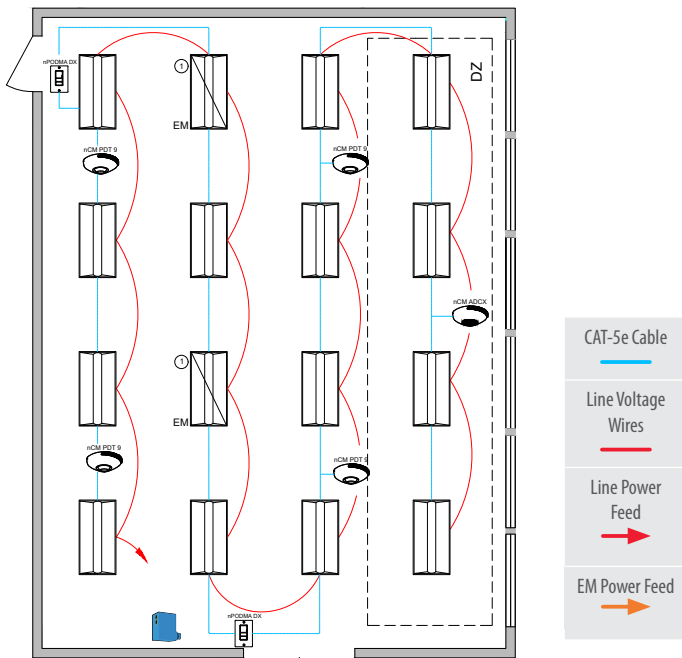 nPODMA DX
1
DZ
EM
nCM PDT 9
nCM PDT 9
nCM ADCX
1
EM
nCM PDT 9
nCM PDT 9
nPODMA DX
CAT-5e Cable
Line Voltage
Wires
Line Power
Feed
EM Power Feed